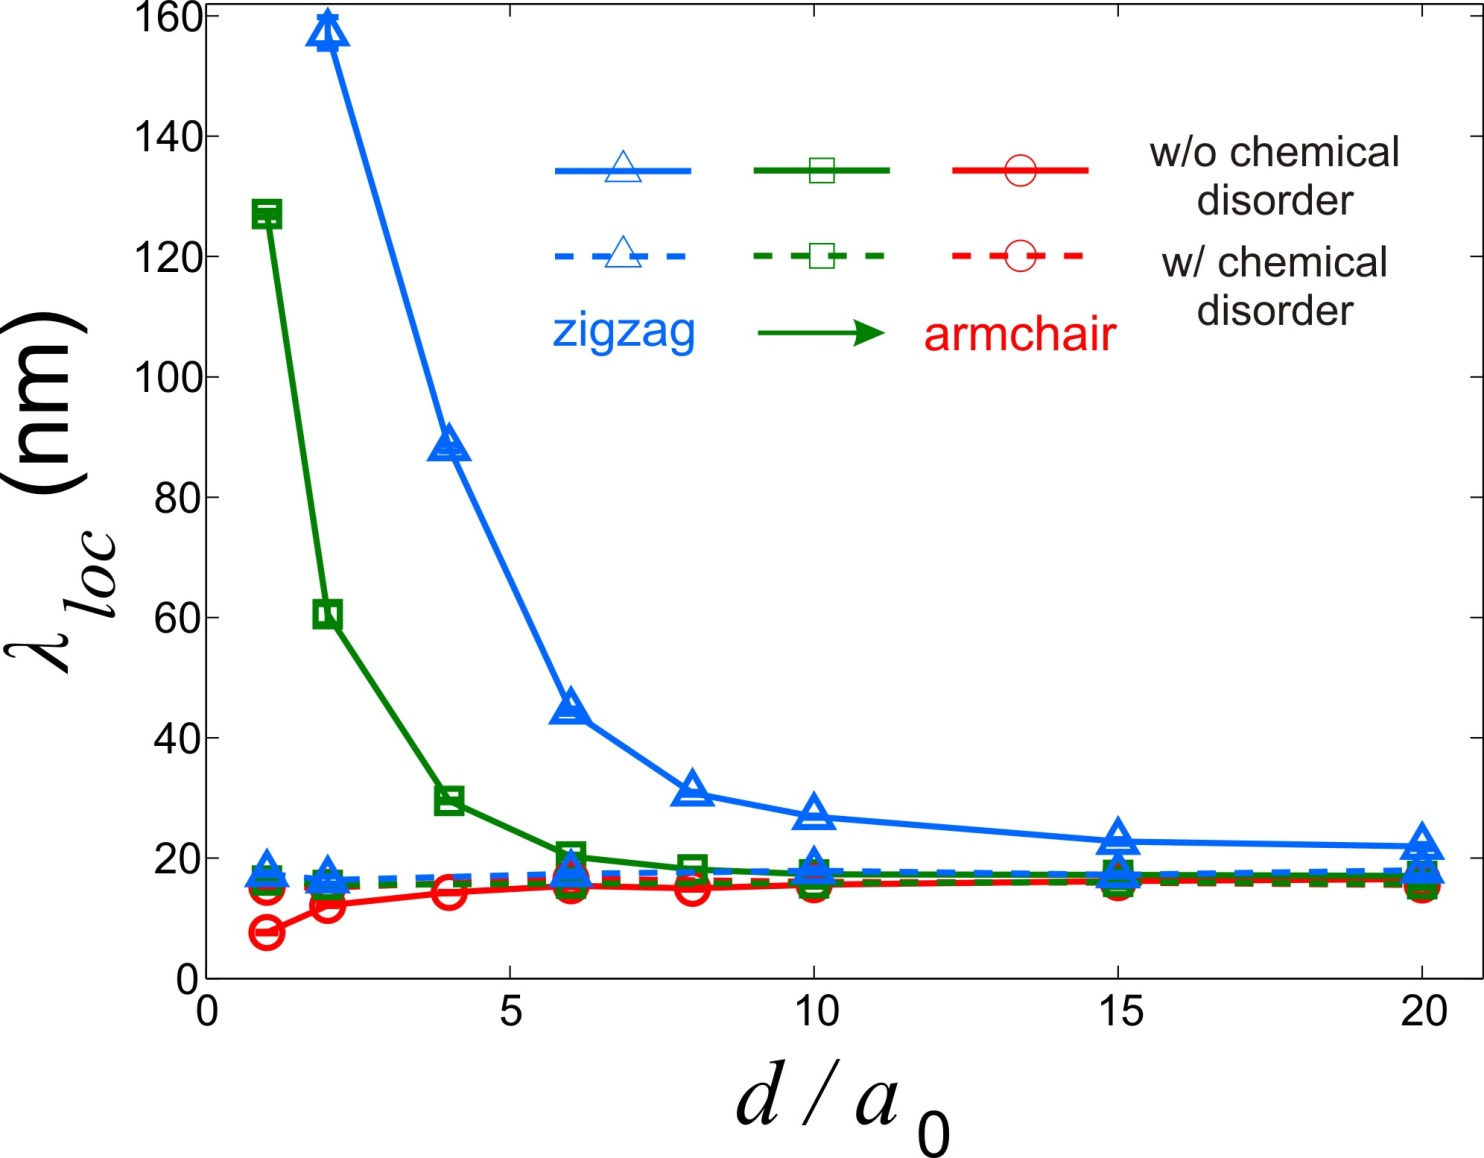 160
140
120
100
80
60
40
20
0
0 5 10 15 20
λ loc (nm)
d / a 0
w/o chemical
disorder
w/ chemical
disorder
zigzag armchair